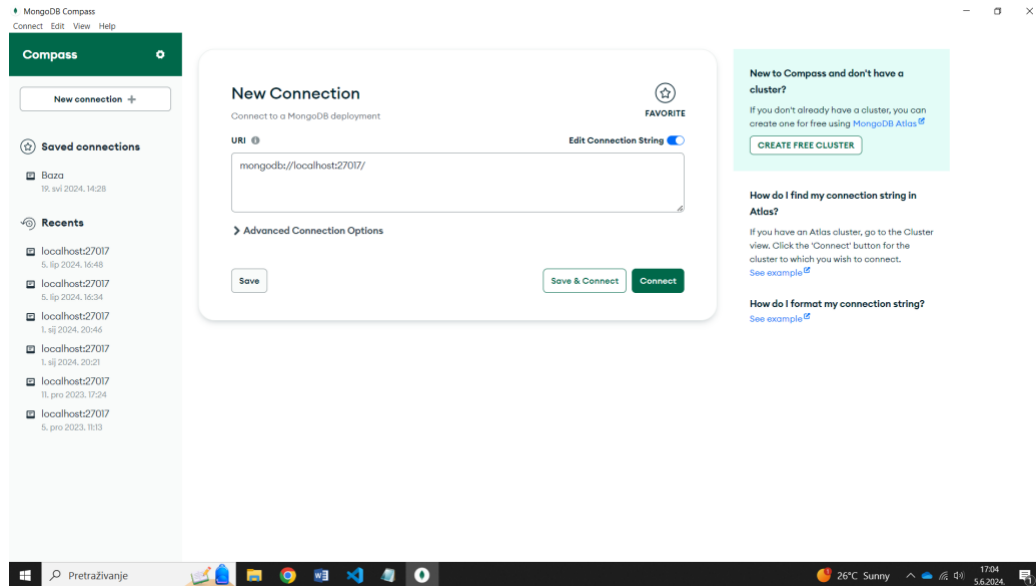 MongoDB Compass
Connect Edit View Help
Compass
New connection +
Saved connections
Baza
19. svi 2024. 14:28
Recents
localhost:27017
5. lip 2024. 16:48
localhost:27017
5. lip 2024. 16:34
localhost:27017
1. sij 2024. 20:46
localhost:27017
1. sij 2024. 20:21
localhost:27017
11. pro 2023. 17:24
localhost:27017
5. pro 2023. 11:13
New Connection
Connect to a MongoDB deployment
FAVORITE
URI
Edit Connection String
mongodb://localhost:27017/
Advanced Connection Options
Save
Save & Connect
Connect
New to Compass and don't have a
cluster?
If you don't already have a cluster, you can
create one for free using MongoDB Atlas
CREATE FREE CLUSTER
How do I find my connection string in
Atlas?
If you have an Atlas cluster, go to the Cluster
view. Click the 'Connect' button for the
cluster to which you wish to connect.
See example
How do I format my connection string?
See example
Pretraživanje
26°C Sunny
17:04
5.6.2024.